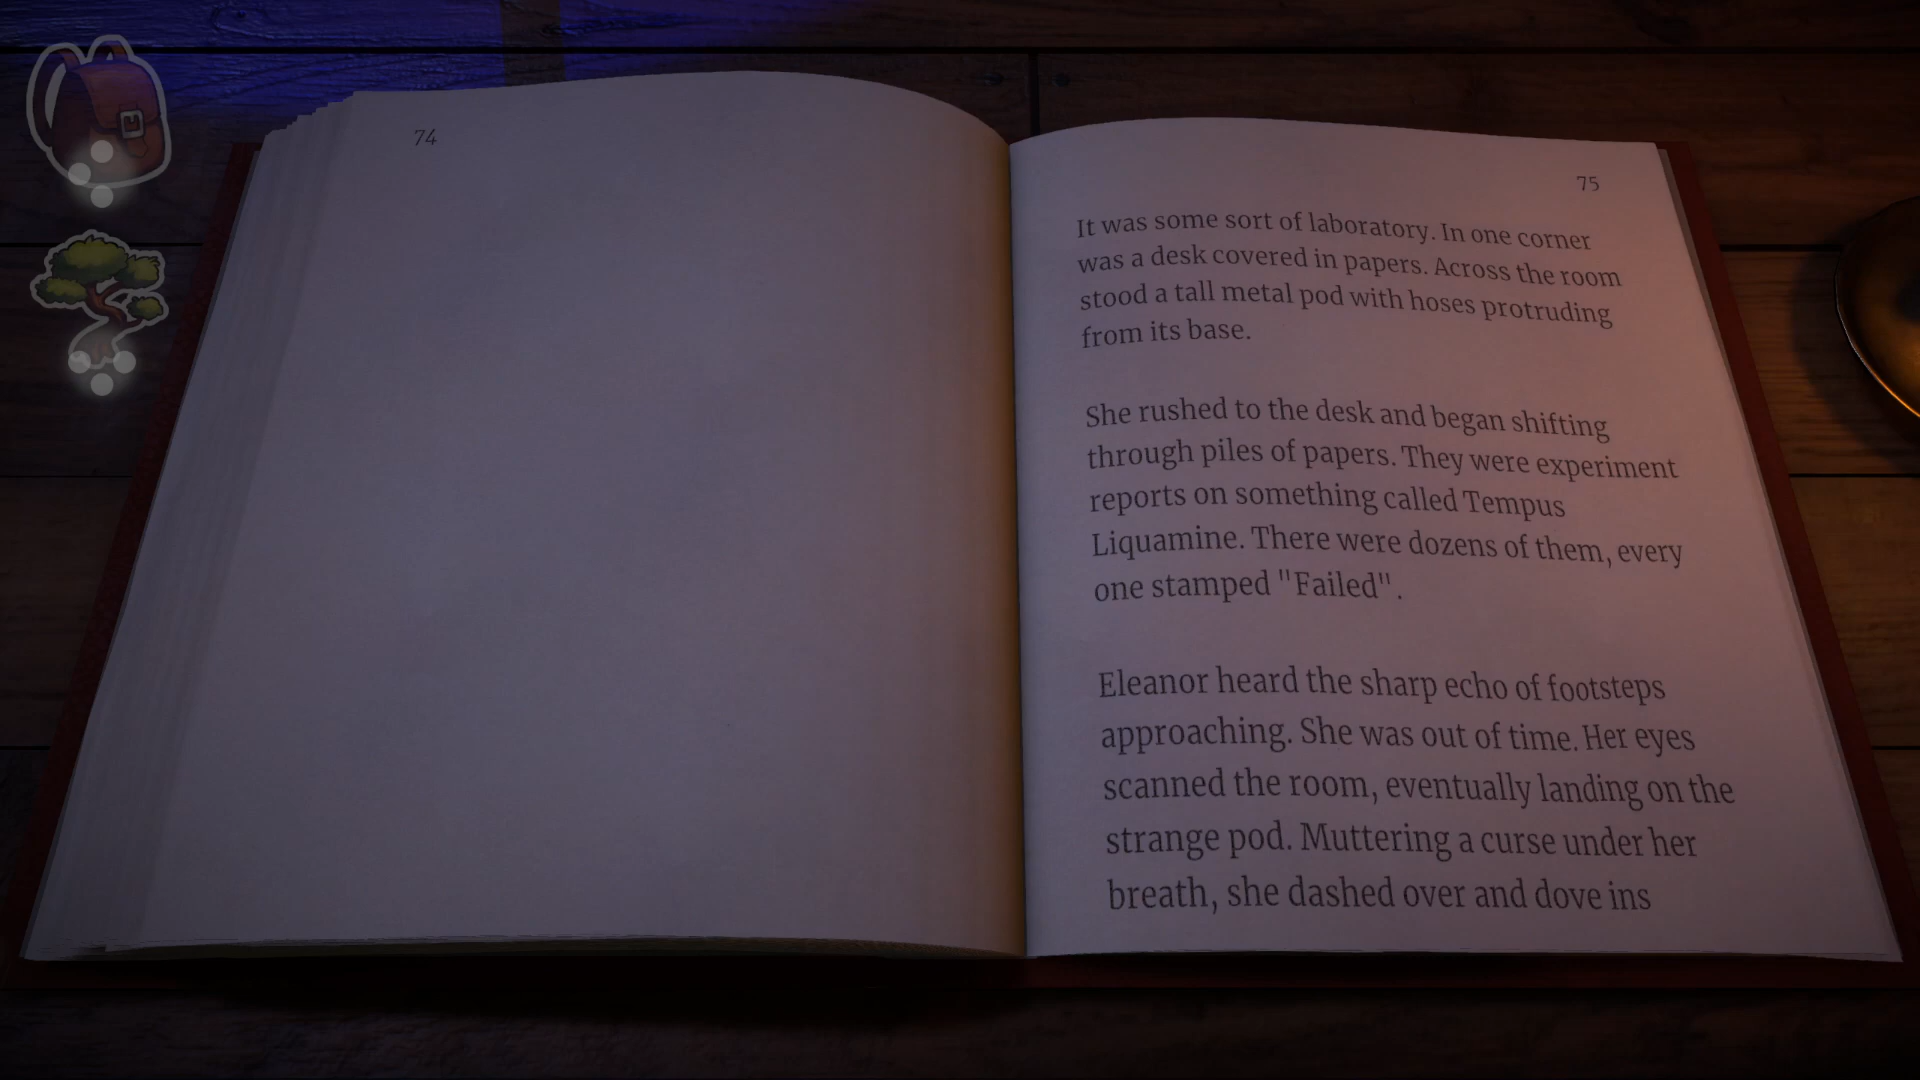 74
75
It was some sort of laboratory. In one corner
was a desk covered in papers. Across the room
stood a tall metal pod with hoses protruding
from its base.
She rushed to the desk and began shifting
through piles of papers. They were experiment
reports on something called Tempus
Liquamine. There were dozens of them, every
one stamped "Failed".
Eleanor heard the sharp echo of footsteps
approaching. She was out of time. Her eyes
scanned the room, eventually landing on the
strange pod. Muttering a curse under her
breath, she dashed over and dove ins